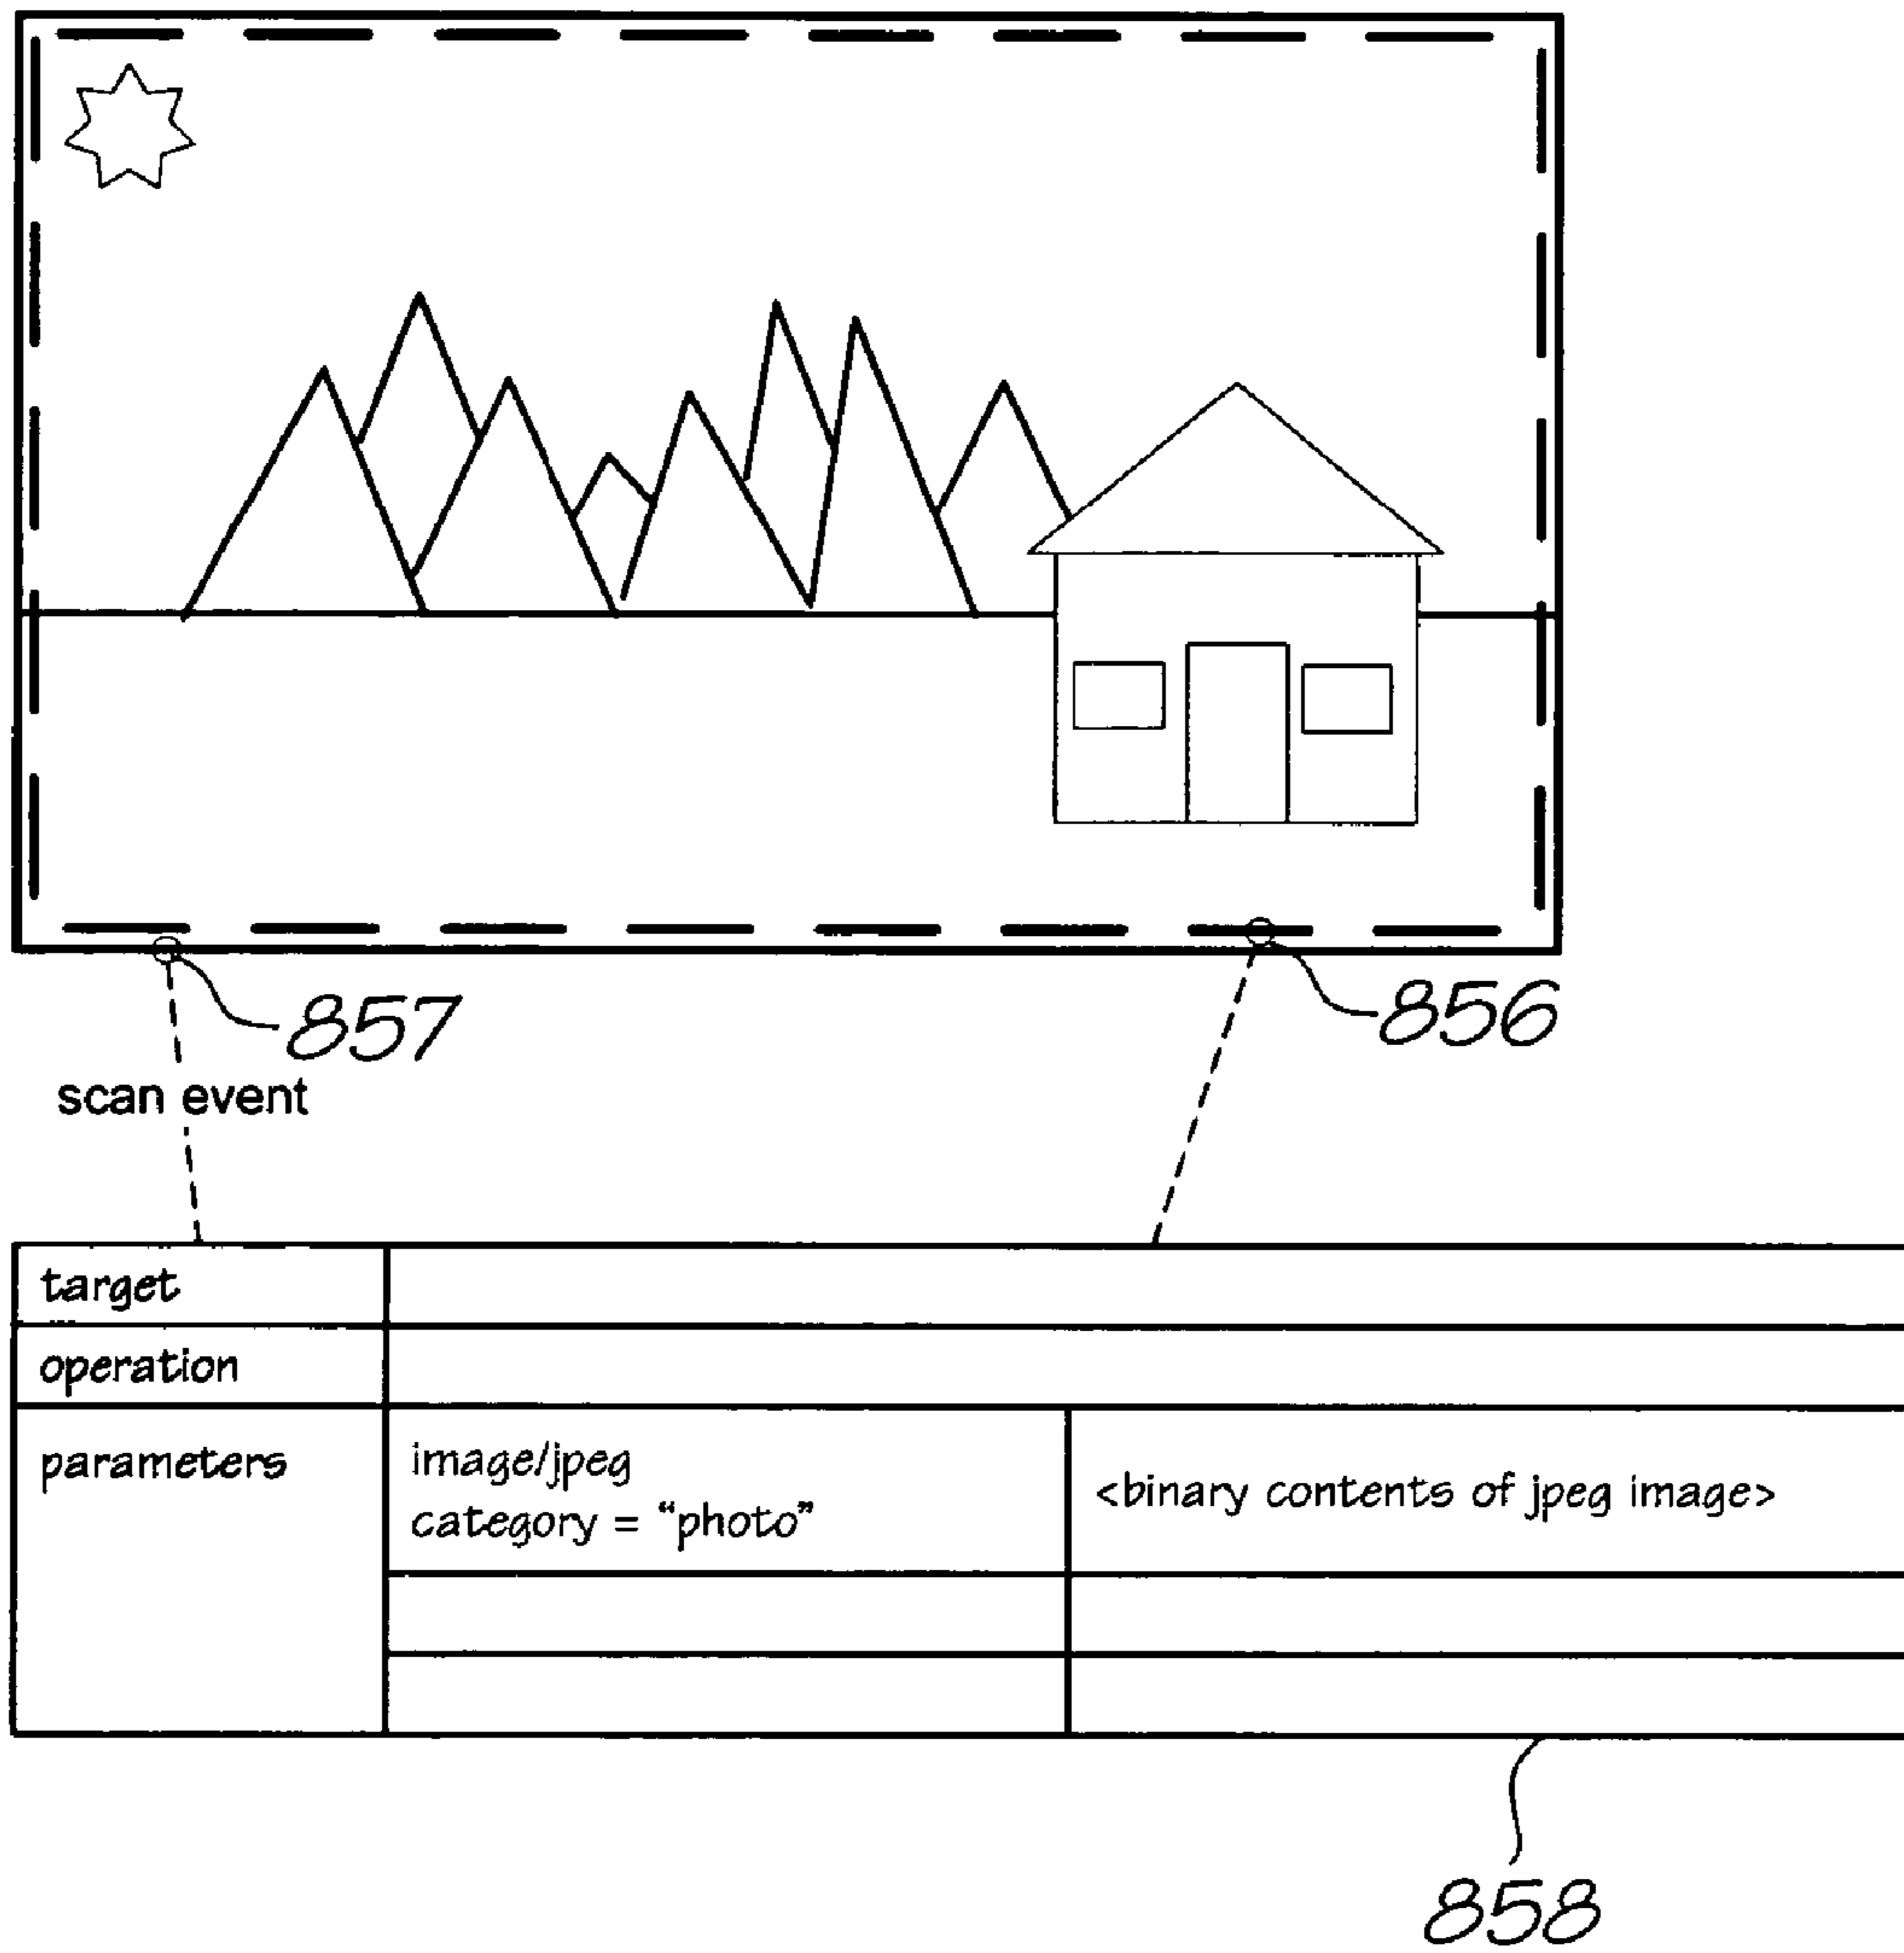 857
856
scan event
target
operation
parameters
image/jpeg
category = “photo”
<binary contents of jpeg image>
858